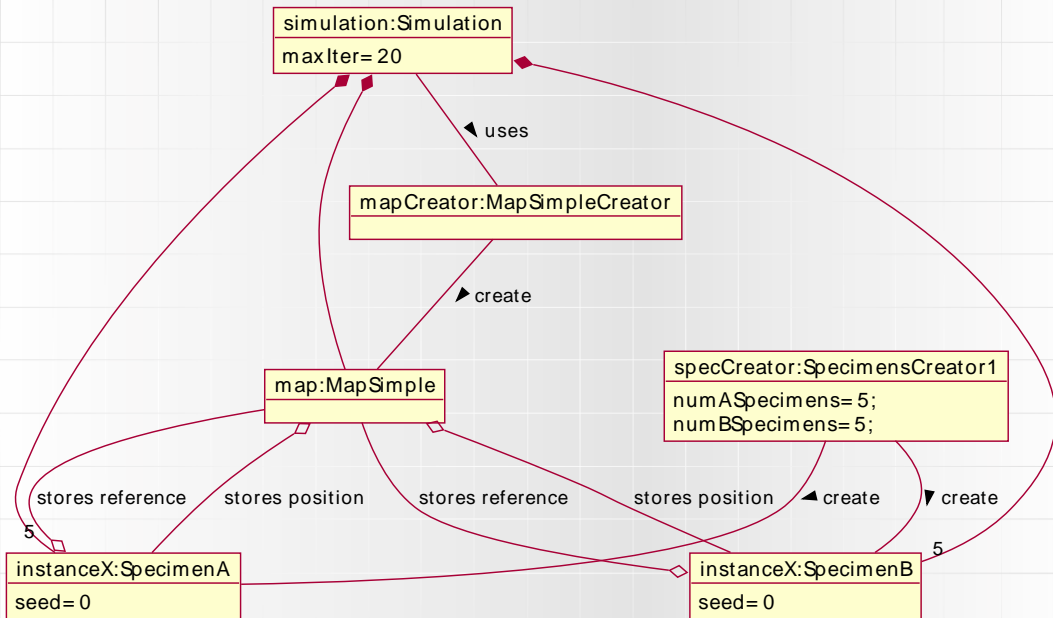 simulation:Simulation
maxIter=20
uses
mapCreator:MapSimpleCreator
create
map:MapSimple
specCreator:SpecimensCreator1
numASpecimens=5;
numBSpecimens=5;
stores reference
stores position
stores reference
stores position
create
create
5
5
instanceX:SpecimenA
seed=0
instanceX:SpecimenB
seed=0